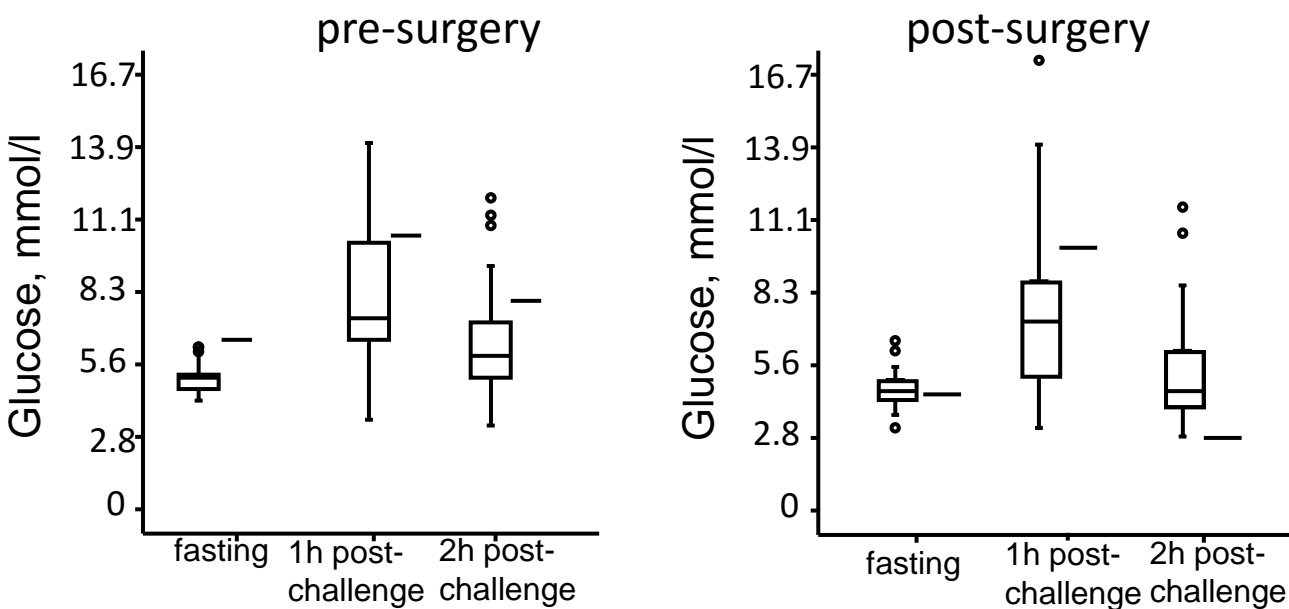 pre-surgery
Glucose, mmol/l
16.7
13.9
11.1
8.3
5.6
2.8
0
fasting
1h post-
challenge
2h post-
challenge
post-surgery
Glucose, mmol/l
16.7
13.9
11.1
8.3
5.6
2.8
0
fasting
1h post-
challenge
2h post-
challenge